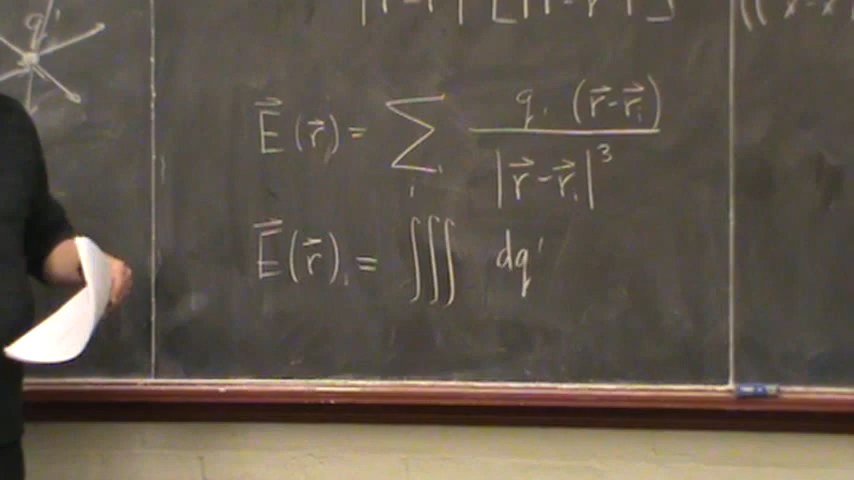 q'
E⃗(r⃗) = ∑ᵢ qᵢ (r⃗-r⃗ᵢ) / |r⃗-r⃗ᵢ|³
E⃗(r⃗) = ∭ dq'